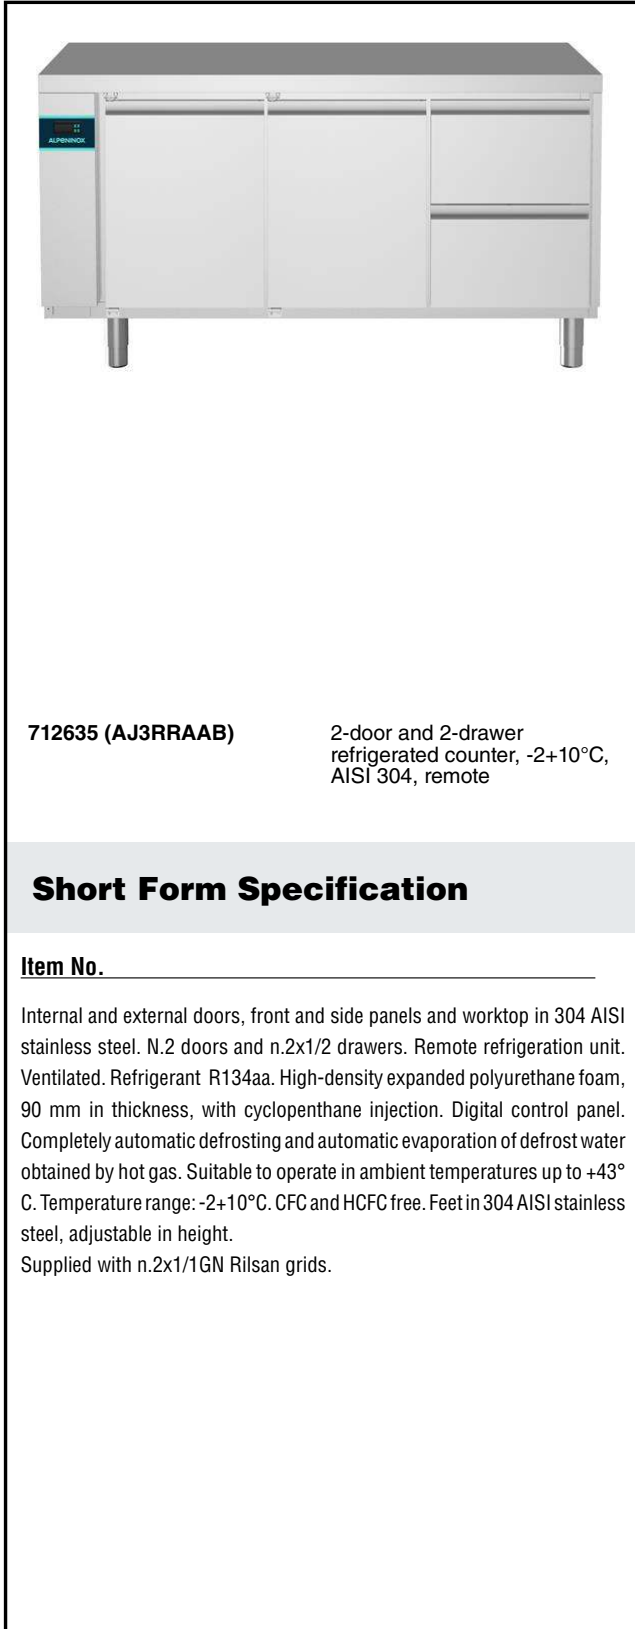 ALPENINOX
712635 (AJ3RRAAB)
2-door and 2-drawer
refrigerated counter, -2+10°C,
AISI 304, remote
Short Form Specification
Item No.
Internal and external doors, front and side panels and worktop in 304 AISI
stainless steel. N.2 doors and n.2x1/2 drawers. Remote refrigeration unit.
Ventilated. Refrigerant R134aa. High-density expanded polyurethane foam,
90 mm in thickness, with cyclopenthane injection. Digital control panel.
Completely automatic defrosting and automatic evaporation of defrost water
obtained by hot gas. Suitable to operate in ambient temperatures up to +43°
C. Temperature range: -2+10°C. CFC and HCFC free. Feet in 304 AISI stainless
steel, adjustable in height.
Supplied with n.2x1/1GN Rilsan grids.